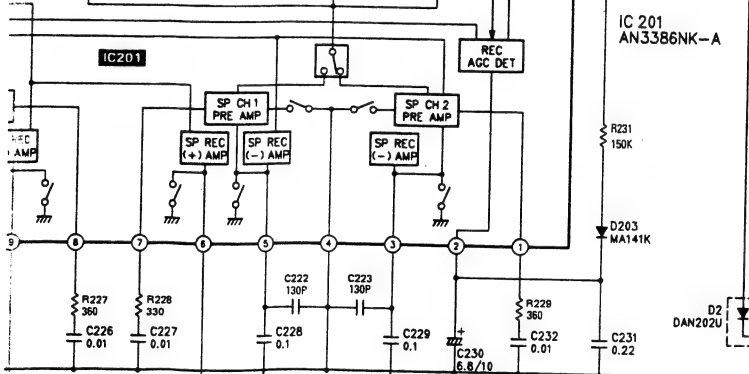 IC 201
AN3386NK-A
IC201
REC
AGC DET
SP CH 1
PRE AMP
SP CH 2
PRE AMP
R231
150K
REC
AMP
SP REC
(+) AMP
SP REC
(-) AMP
SP REC
(-) AMP
D203
MA141K
9
8
7
6
5
4
3
2
1
C222
130P
C223
130P
R227
360
R228
330
R229
360
D2
DAN202U
C226
0.01
C227
0.01
C228
0.1
C229
0.1
+
C230
6.8/10
C232
0.01
C231
0.22